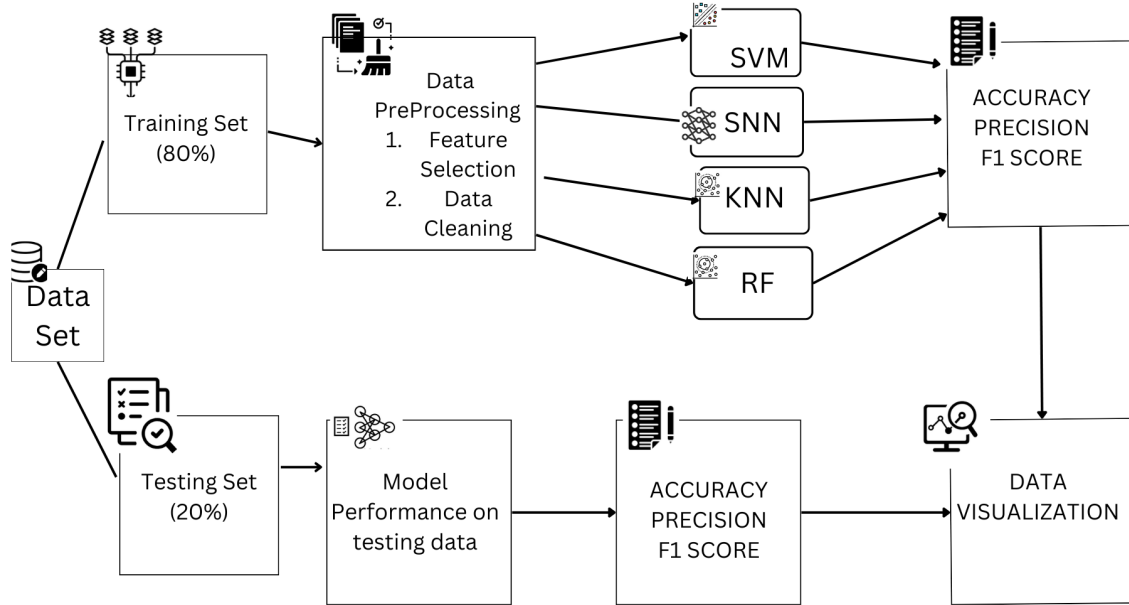 Data
Set
Training Set
(80%)
Data
PreProcessing
1. Feature
Selection
2. Data
Cleaning
SVM
SNN
KNN
RF
ACCURACY
PRECISION
F1 SCORE
Testing Set
(20%)
Model
Performance on
testing data
ACCURACY
PRECISION
F1 SCORE
DATA
VISUALIZATION